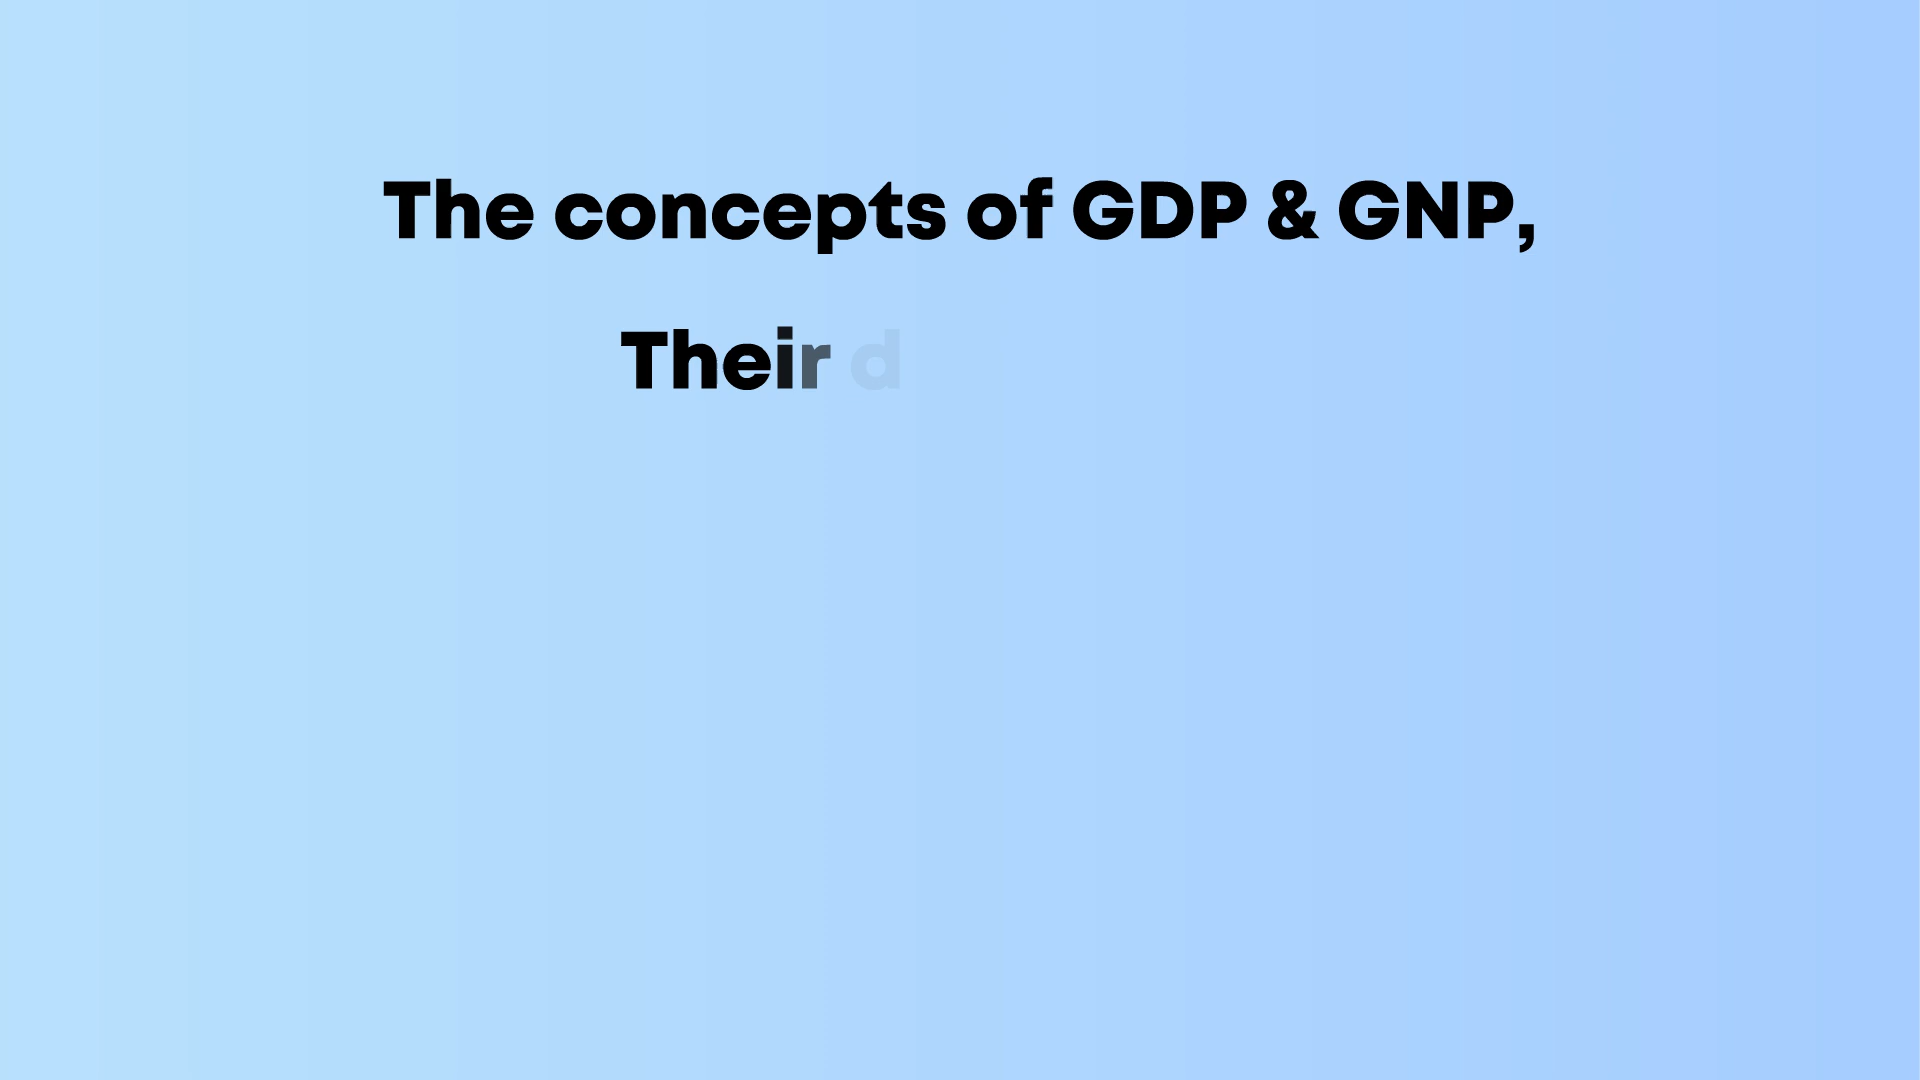 The concepts of GDP & GNP,
Their d